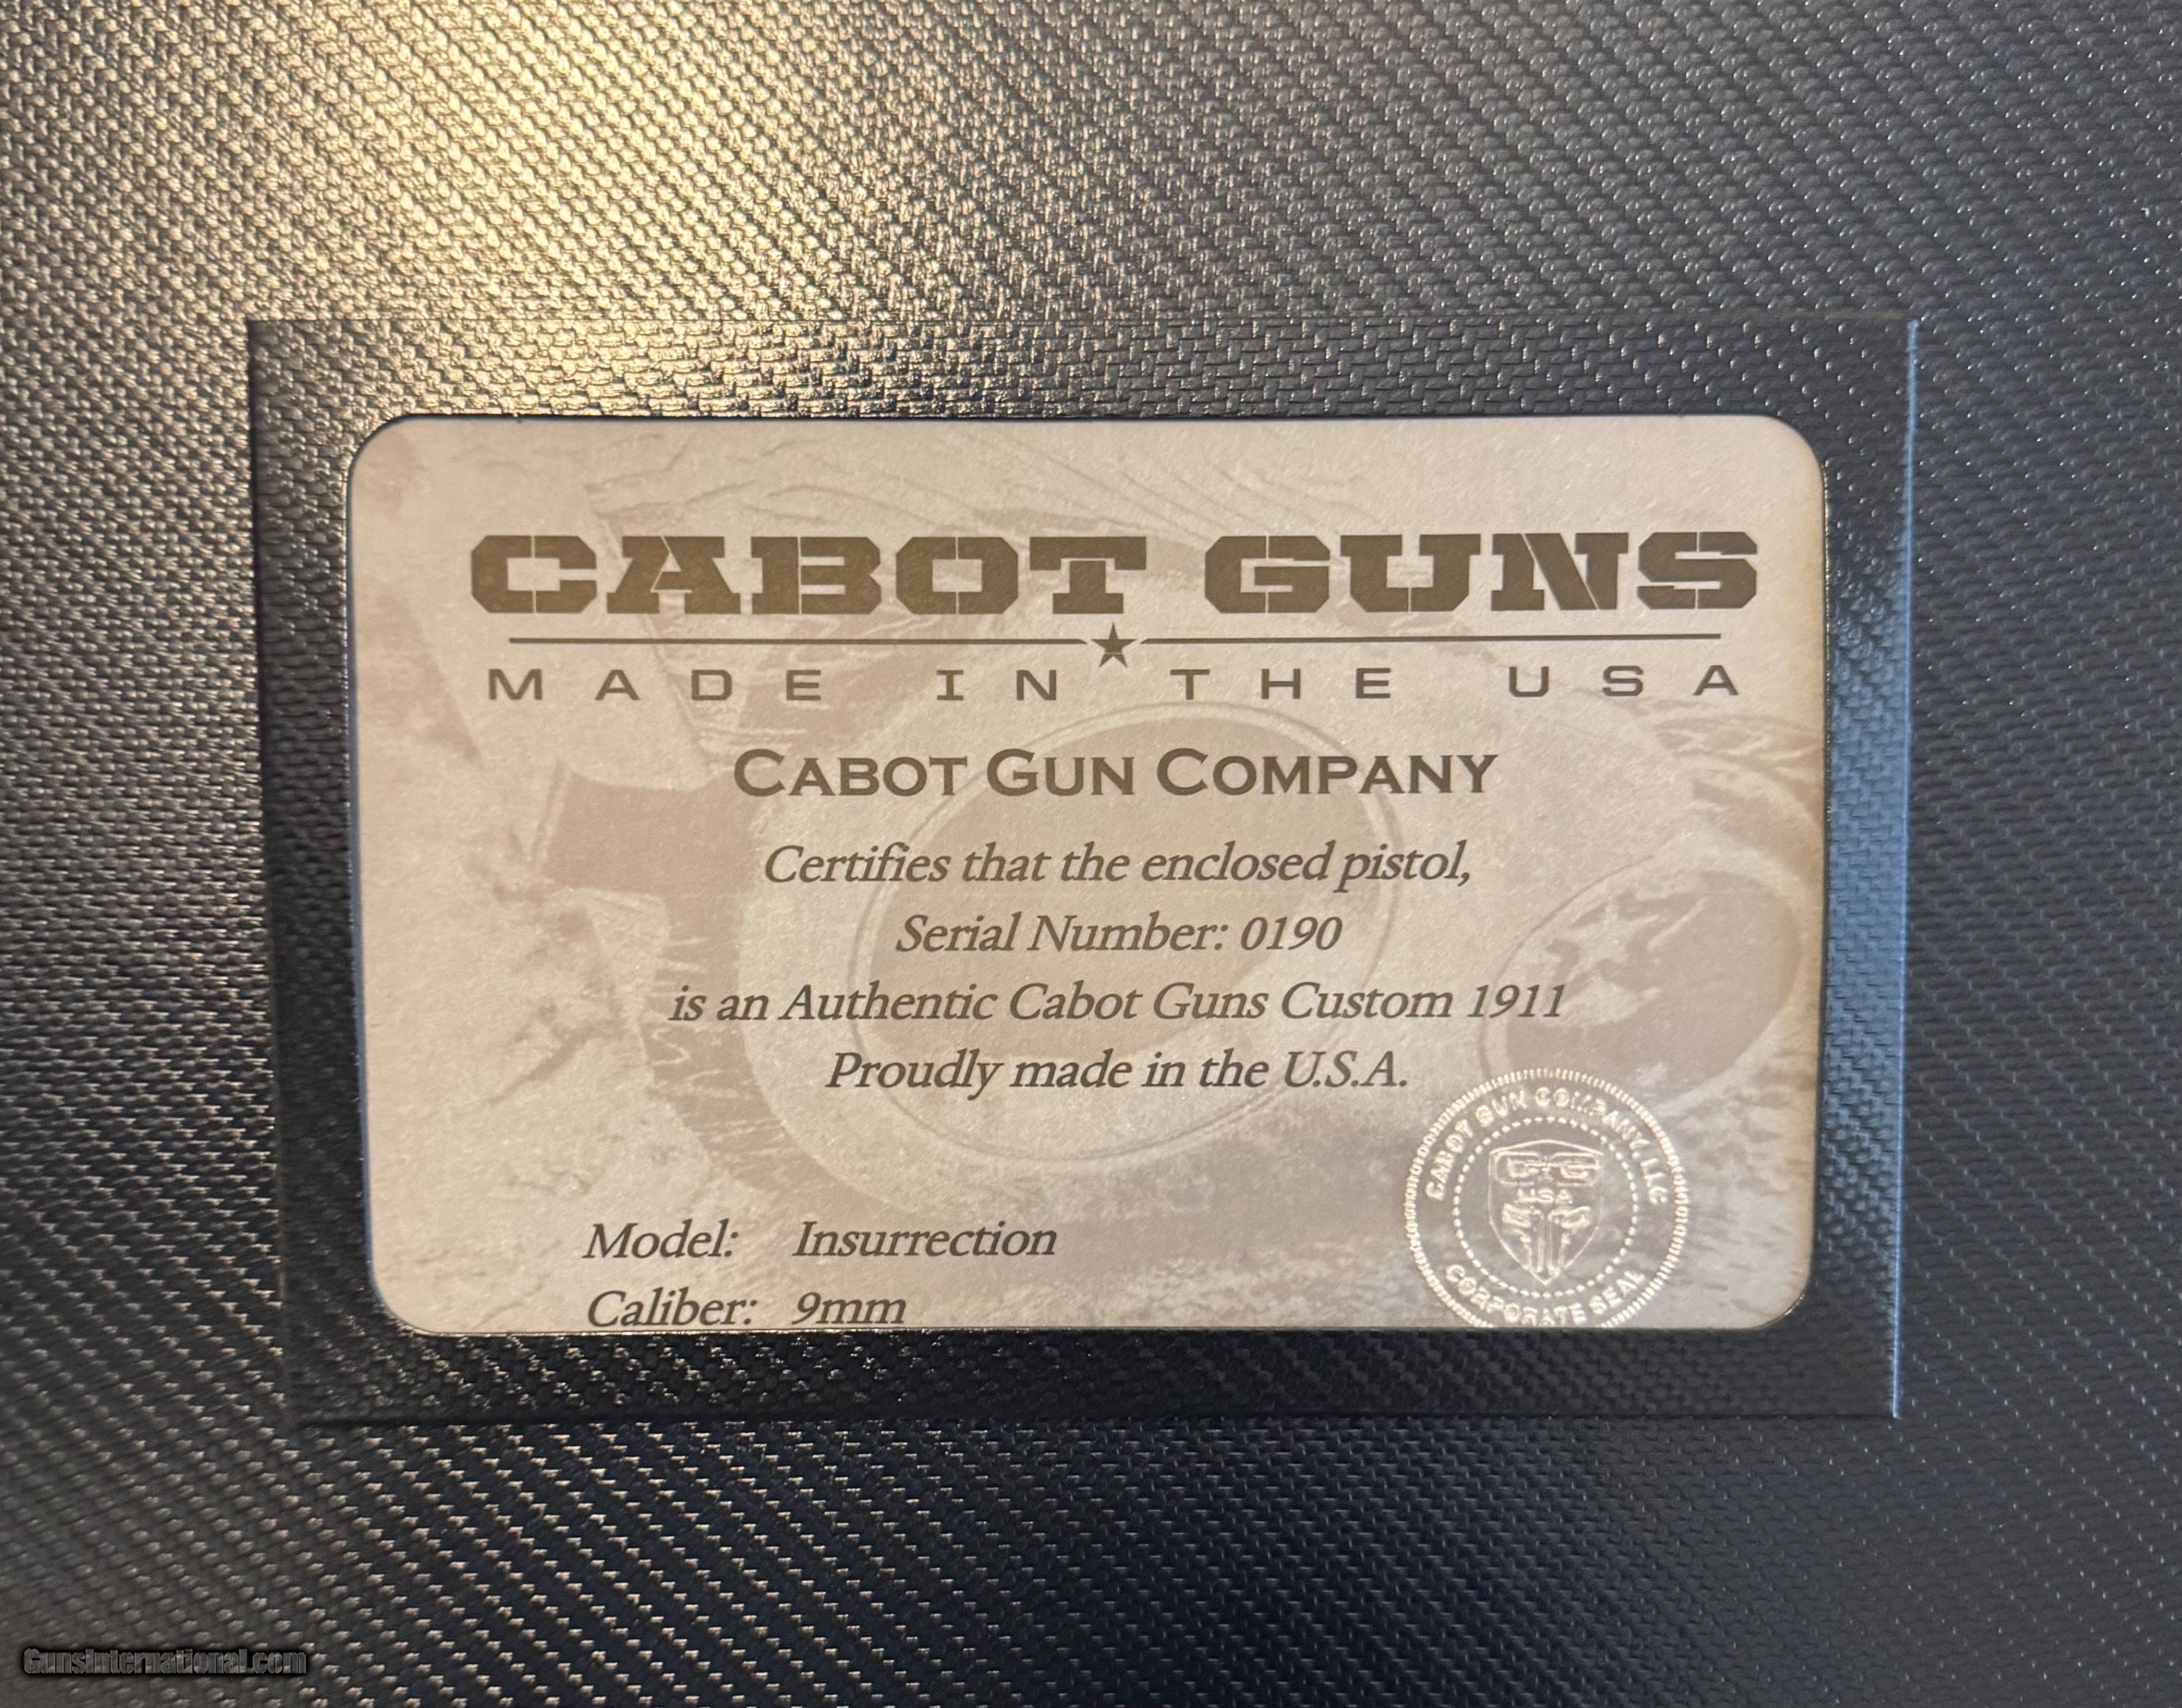 CABOT GUNS
MADE IN THE USA
CABOT GUN COMPANY
Certifies that the enclosed pistol,
Serial Number: 0190
is an Authentic Cabot Guns Custom 1911
Proudly made in the U.S.A.
Model: Insurrection
Caliber: 9mm
CABOT GUN COMPANY, LLC
USA
CORPORATE SEAL
GunsInternational.com